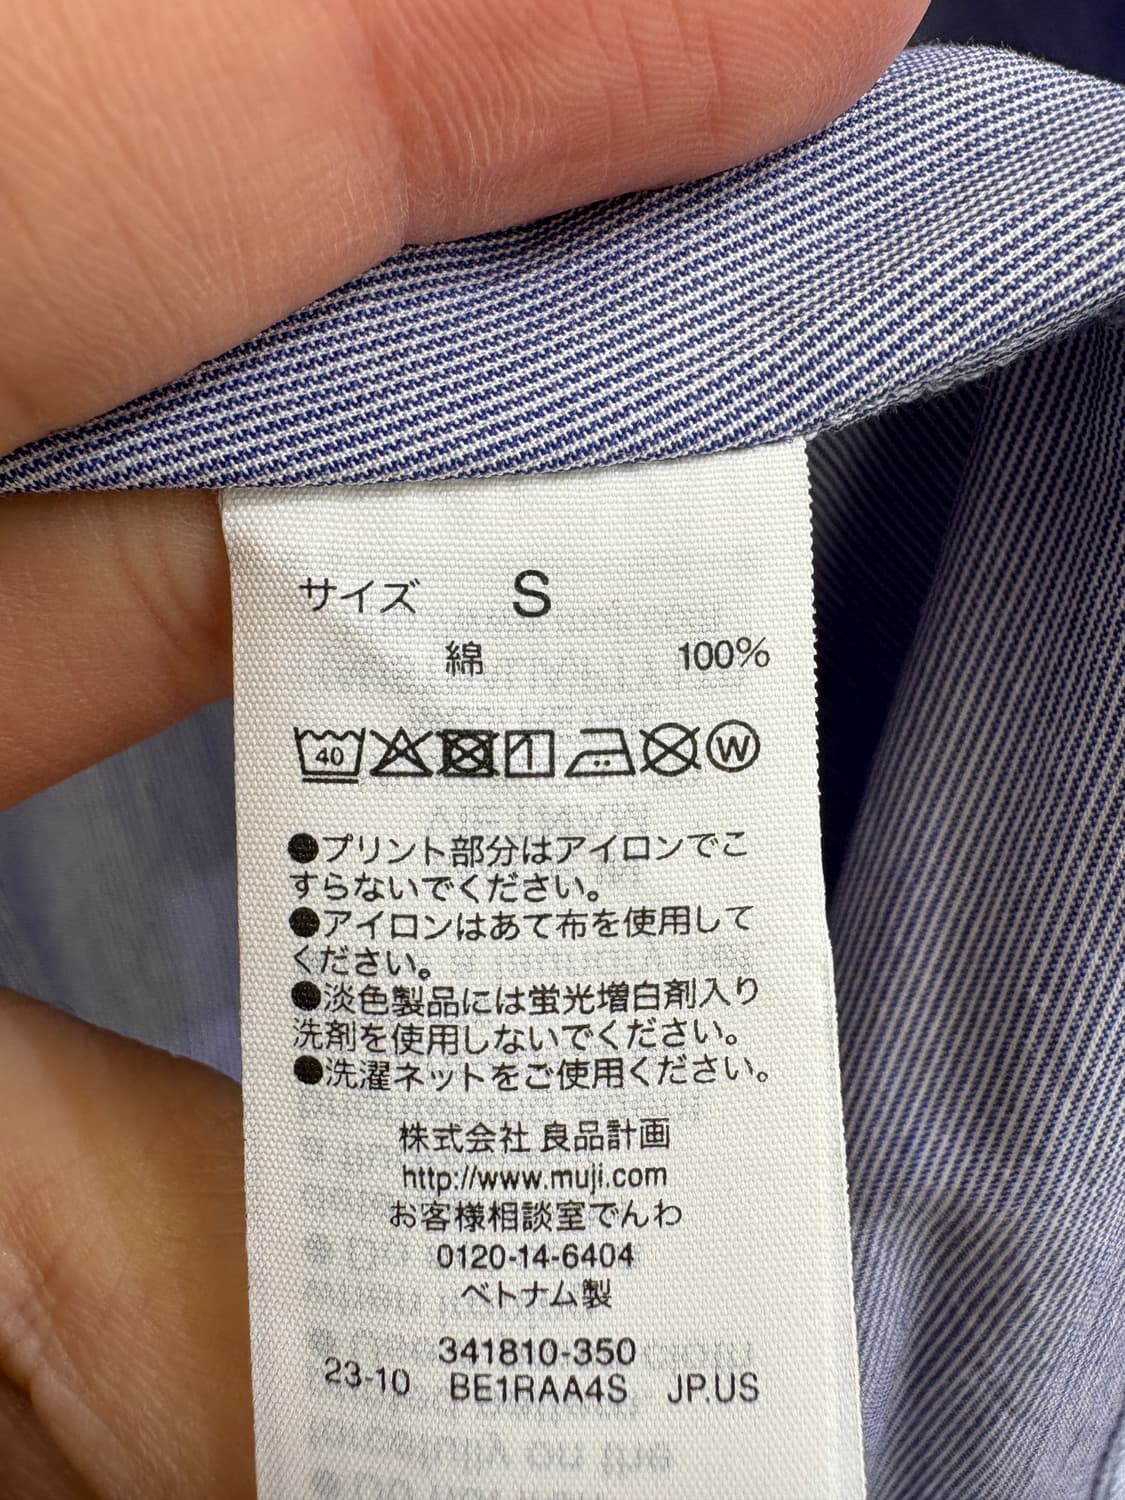 サイズ S
綿 100%
40 W
●プリント部分はアイロンでこ
すらないでください。
●アイロンはあて布を使用して
ください。
●淡色製品には蛍光増白剤入り
洗剤を使用しないでください。
●洗濯ネットをご使用ください。
株式会社 良品計画
http://www.muji.com
お客様相談室でんわ
0120-14-6404
ベトナム製
341810-350
23-10 BE1RAA4S JP.US